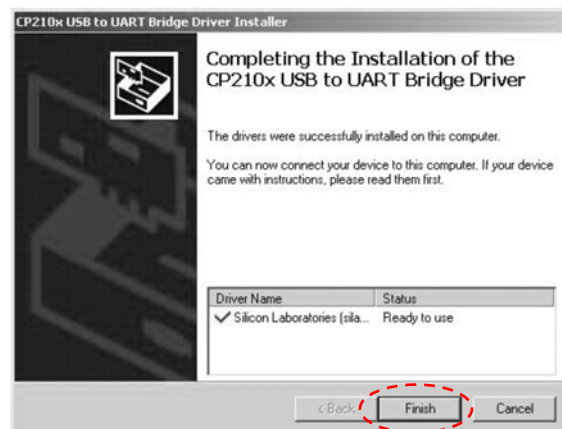 CP210x USB to UART Bridge Driver Installer
Completing the Installation of the
CP210x USB to UART Bridge Driver
The drivers were successfully installed on this computer.
You can now connect your device to this computer. If your device
came with instructions, please read them first.
Driver Name Status
Silicon Laboratories (sila... Ready to use
< Back Finish Cancel